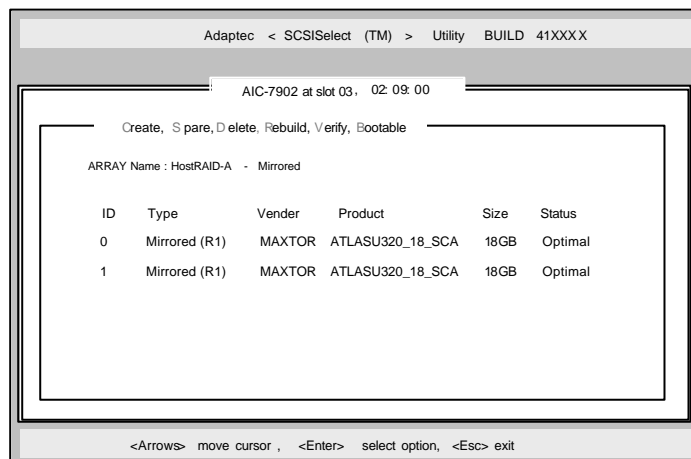 Adaptec < SCSISelect (TM) > Utility BUILD 41XXXX
AIC-7902 at slot 03, 02:09:00
Create, Spare, Delete, Rebuild, Verify, Bootable
ARRAY Name : HostRAID-A - Mirrored
ID Type Vender Product Size Status
0 Mirrored (R1) MAXTOR ATLASU320_18_SCA 18GB Optimal
1 Mirrored (R1) MAXTOR ATLASU320_18_SCA 18GB Optimal
<Arrows> move cursor , <Enter> select option, <Esc> exit